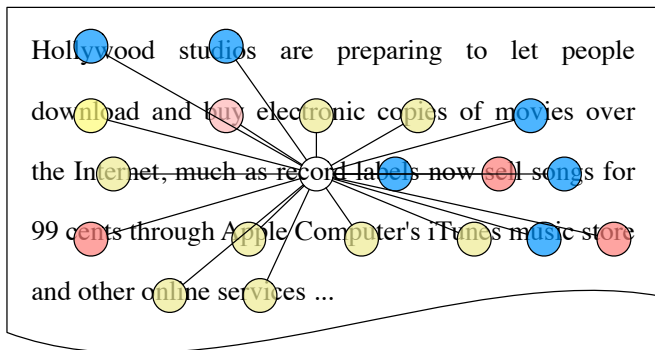 Hollywood studios are preparing to let people
download and buy electronic copies of movies over
the Internet, much as record labels now sell songs for
99 cents through Apple Computer's iTunes music store
and other online services ...